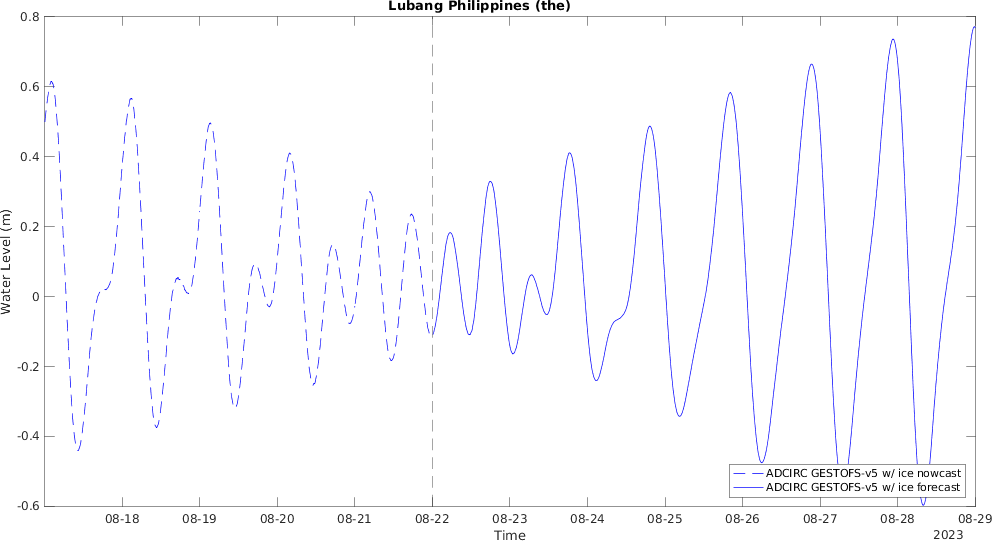 Lubang Philippines (the)
Water Level (m)
0.8
0.6
0.4
0.2
0
-0.2
-0.4
-0.6
ADCIRC GESTOFS-v5 w/ ice nowcast
ADCIRC GESTOFS-v5 w/ ice forecast
08-18 08-19 08-20 08-21 08-22 08-23 08-24 08-25 08-26 08-27 08-28 08-29
Time
2023